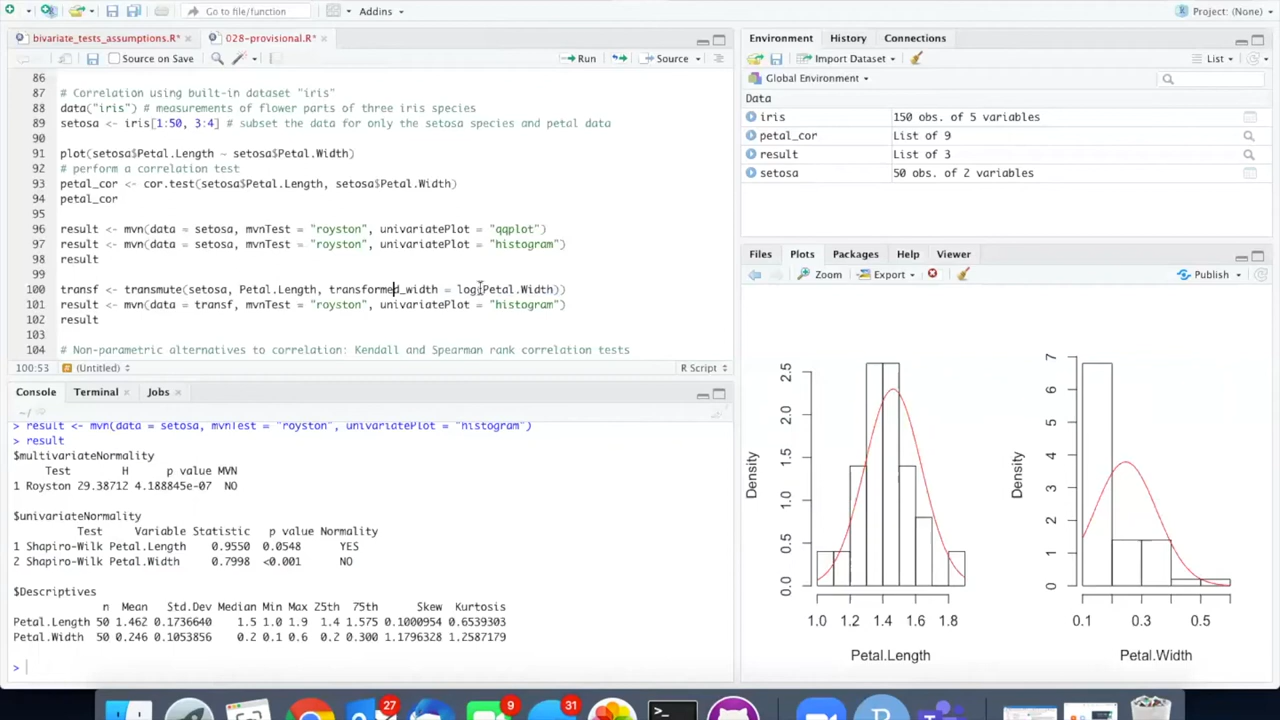 Go to file/function
Addins
Project: (None)
bivariate_tests_assumptions.R*
028-provisional.R*
Source on Save
Run
Source
86
87 # Correlation using built-in dataset "iris"
88 data("iris") # measurements of flower parts of three iris species
89 setosa <- iris[1:50, 3:4] # subset the data for only the setosa species and petal data
90
91 plot(setosa$Petal.Length ~ setosa$Petal.Width)
92 # perform a correlation test
93 petal_cor <- cor.test(setosa$Petal.Length, setosa$Petal.Width)
94 petal_cor
95
96 result <- mvn(data = setosa, mvnTest = "royston", univariatePlot = "qqplot")
97 result <- mvn(data = setosa, mvnTest = "royston", univariatePlot = "histogram")
98 result
99
100 transf <- transmute(setosa, Petal.Length, transformed_width = log(Petal.Width))
101 result <- mvn(data = transf, mvnTest = "royston", univariatePlot = "histogram")
102 result
103
104 # Non-parametric alternatives to correlation: Kendall and Spearman rank correlation tests
100:53
(Untitled)
R Script
Console
Terminal
Jobs
~/
> result <- mvn(data = setosa, mvnTest = "royston", univariatePlot = "histogram")
> result
$multivariateNormality
Test H p value MVN
1 Royston 29.38712 4.188845e-07 NO
$univariateNormality
Test Variable Statistic p value Normality
1 Shapiro-Wilk Petal.Length 0.9550 0.0548 YES
2 Shapiro-Wilk Petal.Width 0.7998 <0.001 NO
$Descriptives
n Mean Std.Dev Median Min Max 25th 75th Skew Kurtosis
Petal.Length 50 1.462 0.1736640 1.5 1.0 1.9 1.4 1.575 0.1000954 0.6539303
Petal.Width 50 0.246 0.1053856 0.2 0.1 0.6 0.2 0.300 1.1796328 1.2587179
>
Environment
History
Connections
Import Dataset
List
Global Environment
Data
iris 150 obs. of 5 variables
petal_cor List of 9
result List of 3
setosa 50 obs. of 2 variables
Files
Plots
Packages
Help
Viewer
Zoom
Export
Publish
Density
0.0 0.5 1.0 1.5 2.0 2.5
1.0 1.2 1.4 1.6 1.8
Petal.Length
Density
0 1 2 3 4 5 6 7
0.1 0.3 0.5
Petal.Width
27
9
31
>_
R